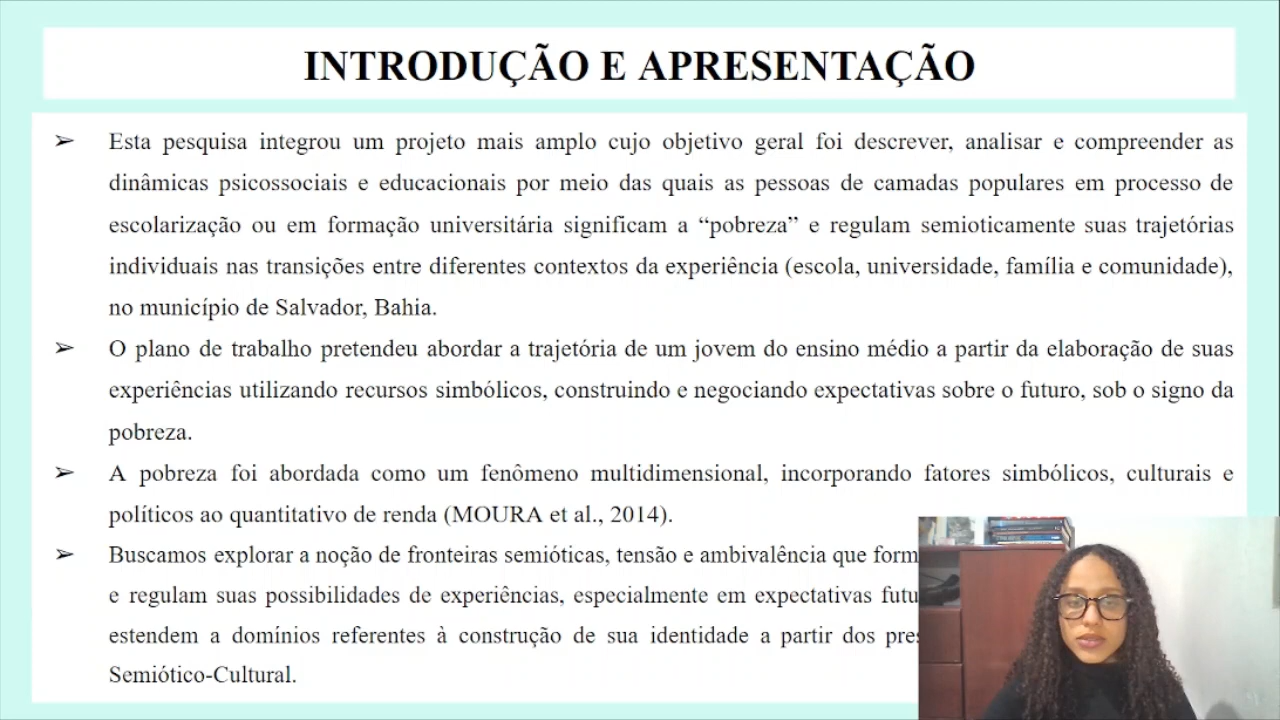 INTRODUÇÃO E APRESENTAÇÃO
➢ Esta pesquisa integrou um projeto mais amplo cujo objetivo geral foi descrever, analisar e compreender as
dinâmicas psicossociais e educacionais por meio das quais as pessoas de camadas populares em processo de
escolarização ou em formação universitária significam a “pobreza” e regulam semioticamente suas trajetórias
individuais nas transições entre diferentes contextos da experiência (escola, universidade, família e comunidade),
no município de Salvador, Bahia.
➢ O plano de trabalho pretendeu abordar a trajetória de um jovem do ensino médio a partir da elaboração de suas
experiências utilizando recursos simbólicos, construindo e negociando expectativas sobre o futuro, sob o signo da
pobreza.
➢ A pobreza foi abordada como um fenômeno multidimensional, incorporando fatores simbólicos, culturais e
políticos ao quantitativo de renda (MOURA et al., 2014).
➢ Buscamos explorar a noção de fronteiras semióticas, tensão e ambivalência que
e regulam suas possibilidades de experiências, especialmente em expectativas
estendem a domínios referentes à construção de sua identidade a partir dos
Semiótico-Cultural.